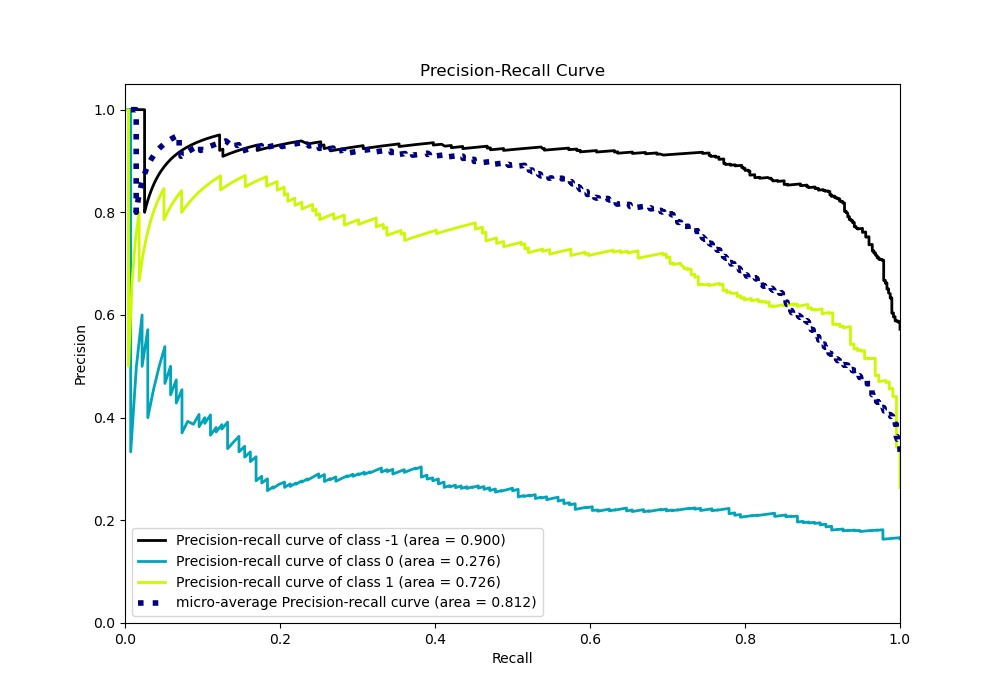 Precision-Recall Curve
1.0
0.8
0.6
0.4
0.2
0.0
Precision
Precision-recall curve of class -1 (area = 0.900)
Precision-recall curve of class 0 (area = 0.276)
Precision-recall curve of class 1 (area = 0.726)
micro-average Precision-recall curve (area = 0.812)
0.0 0.2 0.4 0.6 0.8 1.0
Recall